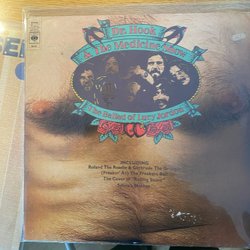 Dr. Hook
& The Medicine Show
The Ballad of Lucy Jordon
CBS
INCLUDING
Roland The Roadie & Gertrude The
(Freakin' At) The Freakers Ball
The Cover of "Rolling Stone"
Sylvia's Mother